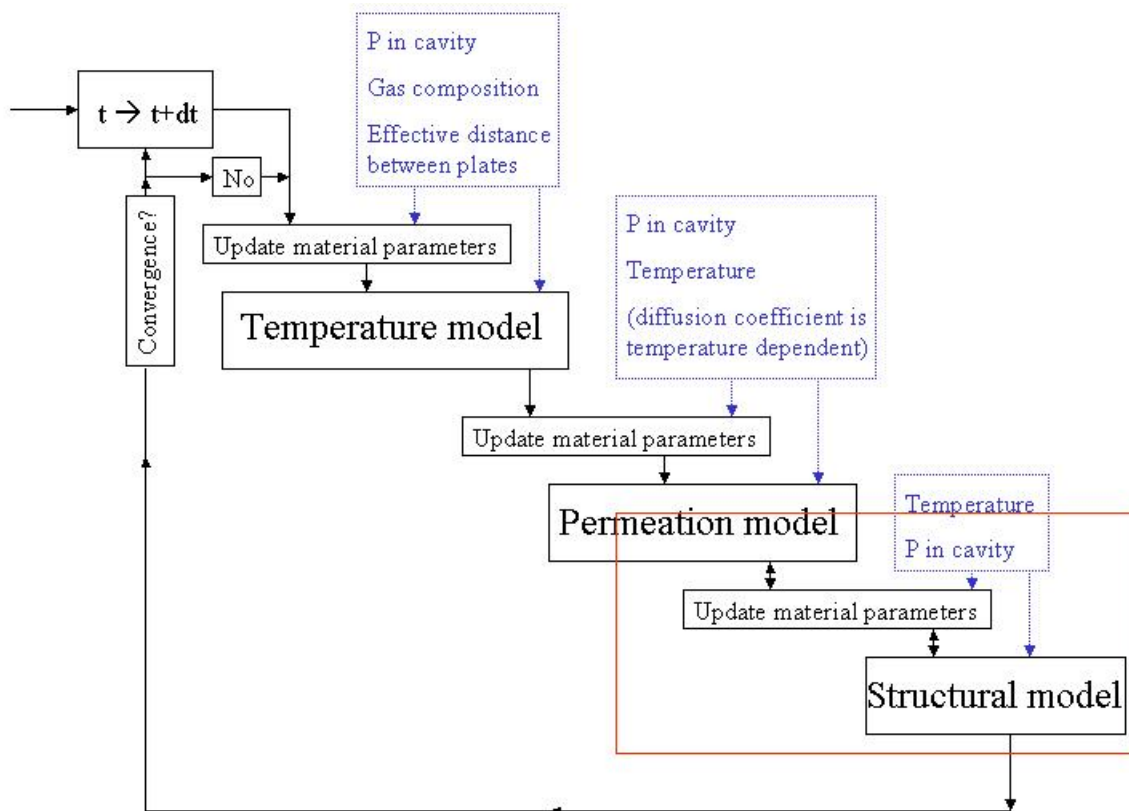 P in cavity
Gas composition
Effective distance
between plates
t → t+dt
No
Convergence?
Update material parameters
Temperature model
P in cavity
Temperature
(diffusion coefficient is
temperature dependent)
Update material parameters
Permeation model
Temperature
P in cavity
Update material parameters
Structural model